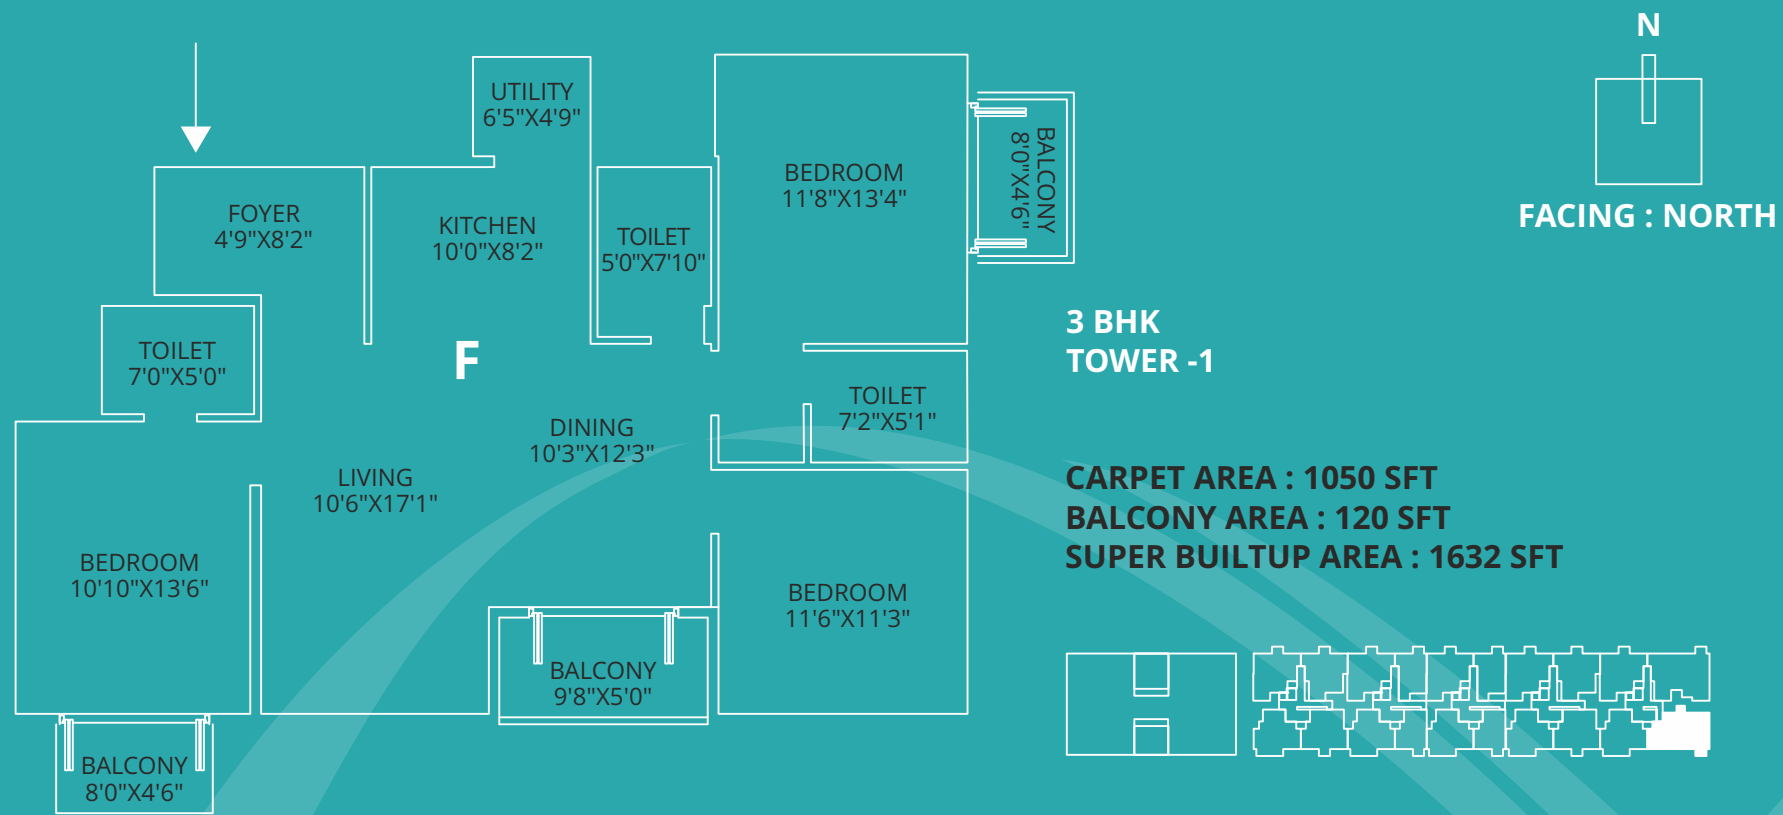 N
FACING : NORTH
UTILITY
6'5"X4'9"
BALCONY
8'0"X4'6"
BEDROOM
11'8"X13'4"
FOYER
4'9"X8'2"
KITCHEN
10'0"X8'2"
TOILET
5'0"X7'10"
3 BHK
TOWER -1
TOILET
7'0"X5'0"
F
TOILET
7'2"X5'1"
DINING
10'3"X12'3"
LIVING
10'6"X17'1"
CARPET AREA : 1050 SFT
BALCONY AREA : 120 SFT
SUPER BUILTUP AREA : 1632 SFT
BEDROOM
10'10"X13'6"
BEDROOM
11'6"X11'3"
BALCONY
9'8"X5'0"
BALCONY
8'0"X4'6"